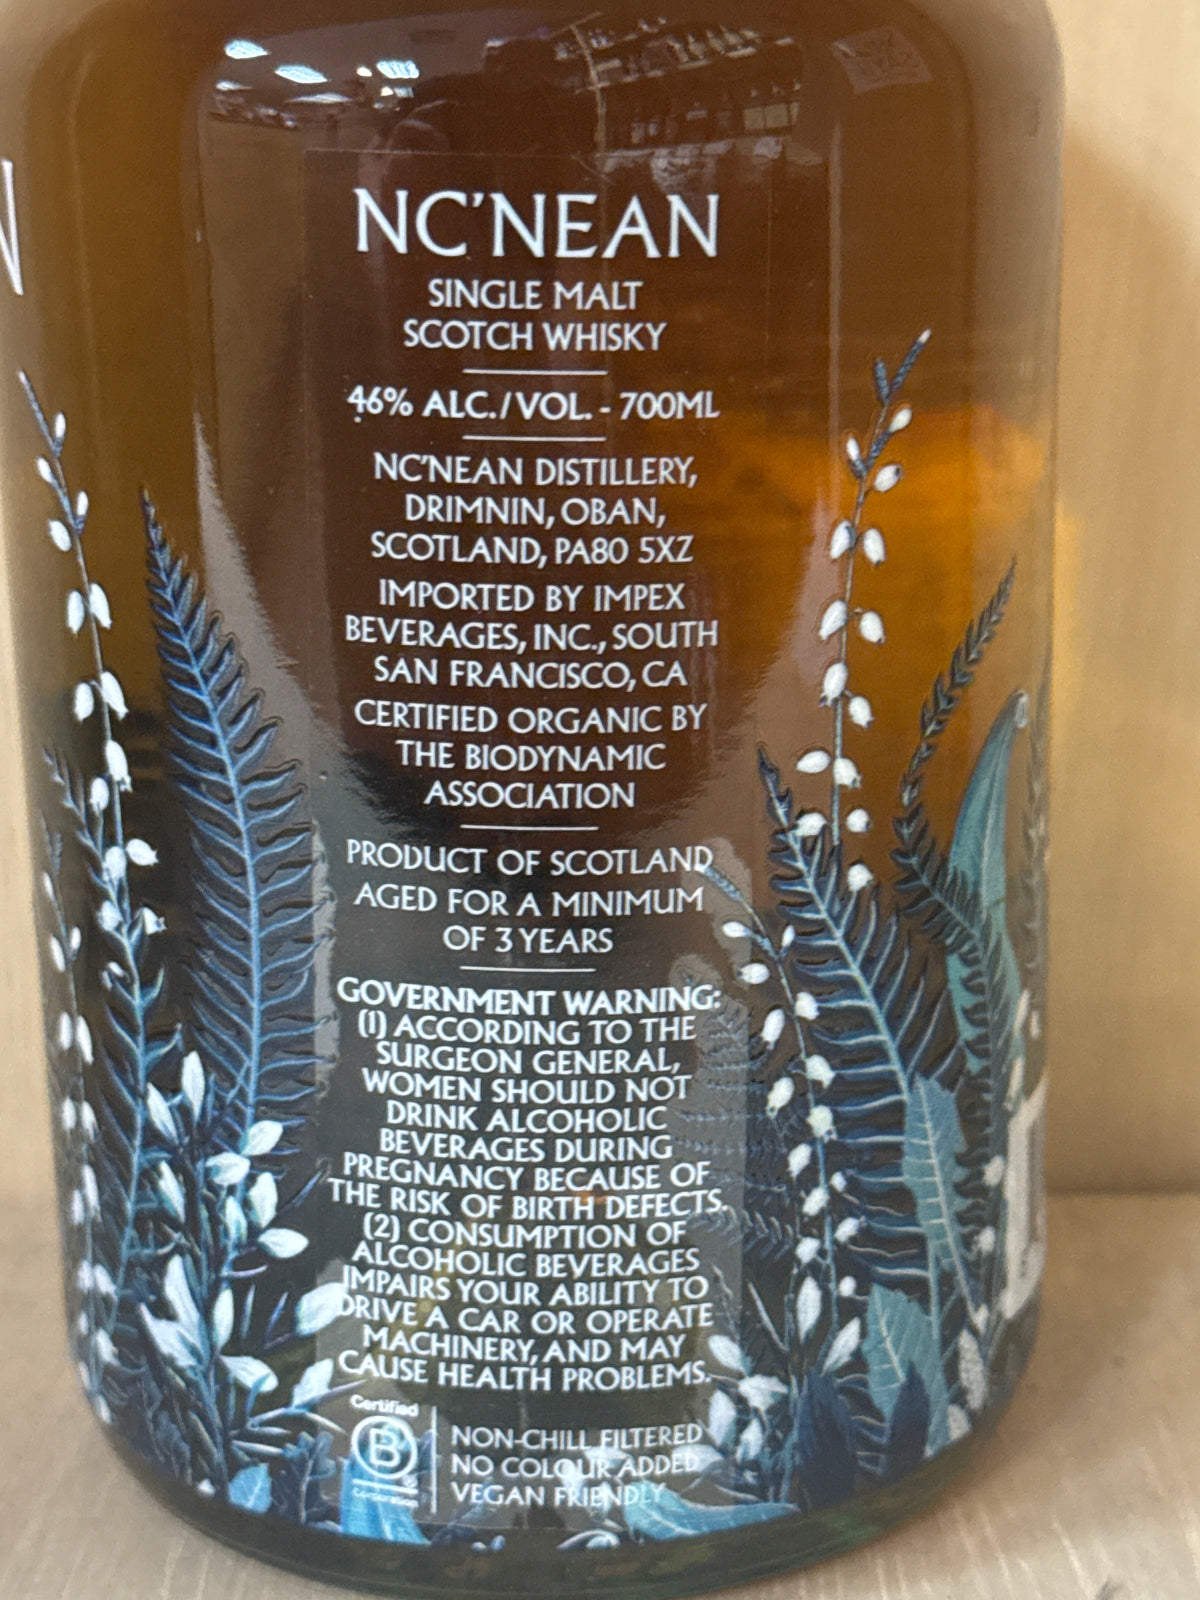 NC'NEAN
SINGLE MALT
SCOTCH WHISKY
46% ALC./VOL. - 700ML
NC'NEAN DISTILLERY,
DRIMNIN, OBAN,
SCOTLAND, PA80 5XZ
IMPORTED BY IMPEX
BEVERAGES, INC., SOUTH
SAN FRANCISCO, CA
CERTIFIED ORGANIC BY
THE BIODYNAMIC
ASSOCIATION
PRODUCT OF SCOTLAND
AGED FOR A MINIMUM
OF 3 YEARS
GOVERNMENT WARNING:
(1) ACCORDING TO THE
SURGEON GENERAL,
WOMEN SHOULD NOT
DRINK ALCOHOLIC
BEVERAGES DURING
PREGNANCY BECAUSE OF
THE RISK OF BIRTH DEFECTS.
(2) CONSUMPTION OF
ALCOHOLIC BEVERAGES
IMPAIRS YOUR ABILITY TO
DRIVE A CAR OR OPERATE
MACHINERY, AND MAY
CAUSE HEALTH PROBLEMS.
Certified
B
Corporation
NON-CHILL FILTERED
NO COLOUR ADDED
VEGAN FRIENDLY